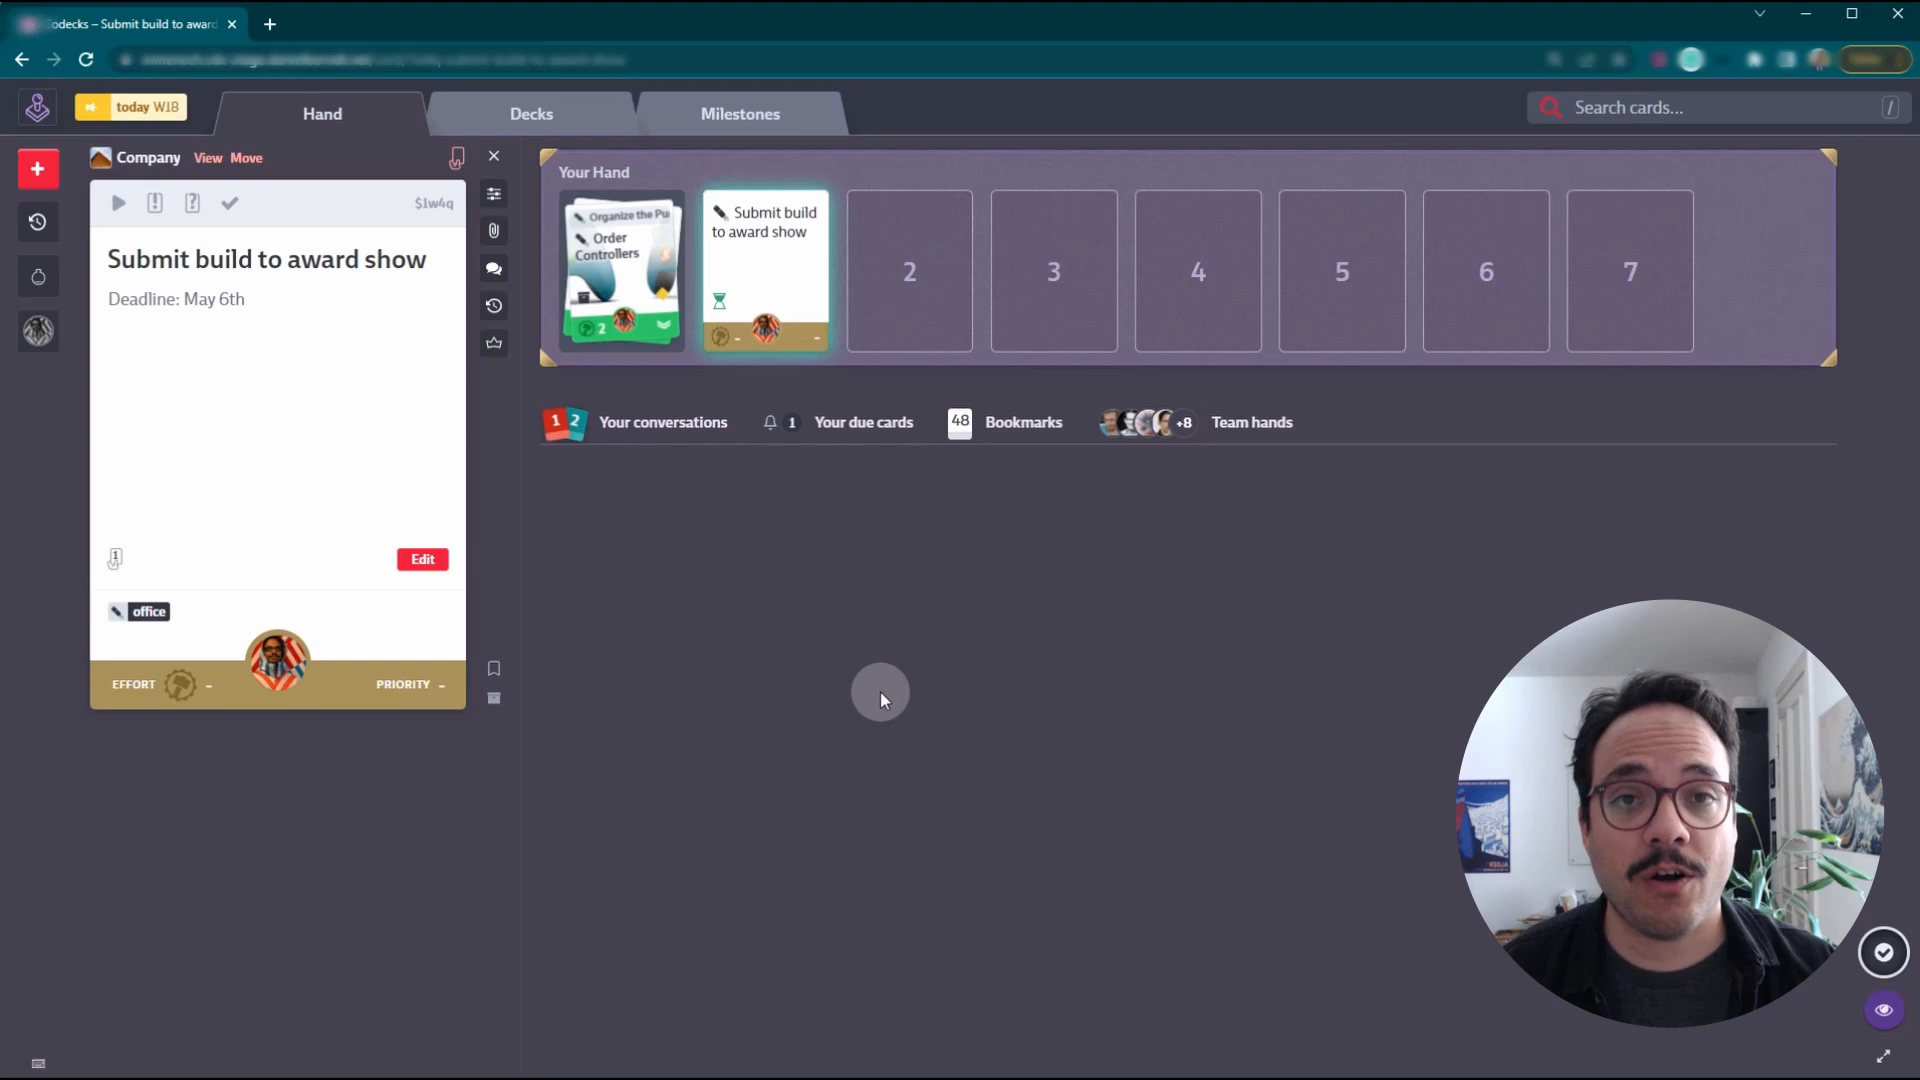 Codecks – Submit build to award
today W18
Hand
Decks
Milestones
Search cards...
/
Company View Move
$1w4q
Submit build to award show
Deadline: May 6th
1
Edit
office
EFFORT -
PRIORITY -
Your Hand
Organize the Pu
Order
Controllers
2
Submit build
to award show
-
-
2
3
4
5
6
7
1 2 Your conversations
1 Your due cards
48 Bookmarks
+8 Team hands